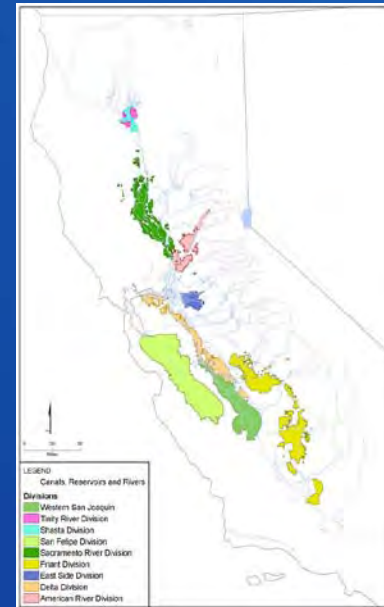 Miles
LEGEND
Canals, Reservoirs and Rivers
Divisions
Western San Joaquin
Trinity River Division
Shasta Division
San Felipe Division
Sacramento River Division
Friant Division
East Side Division
Delta Division
American River Division